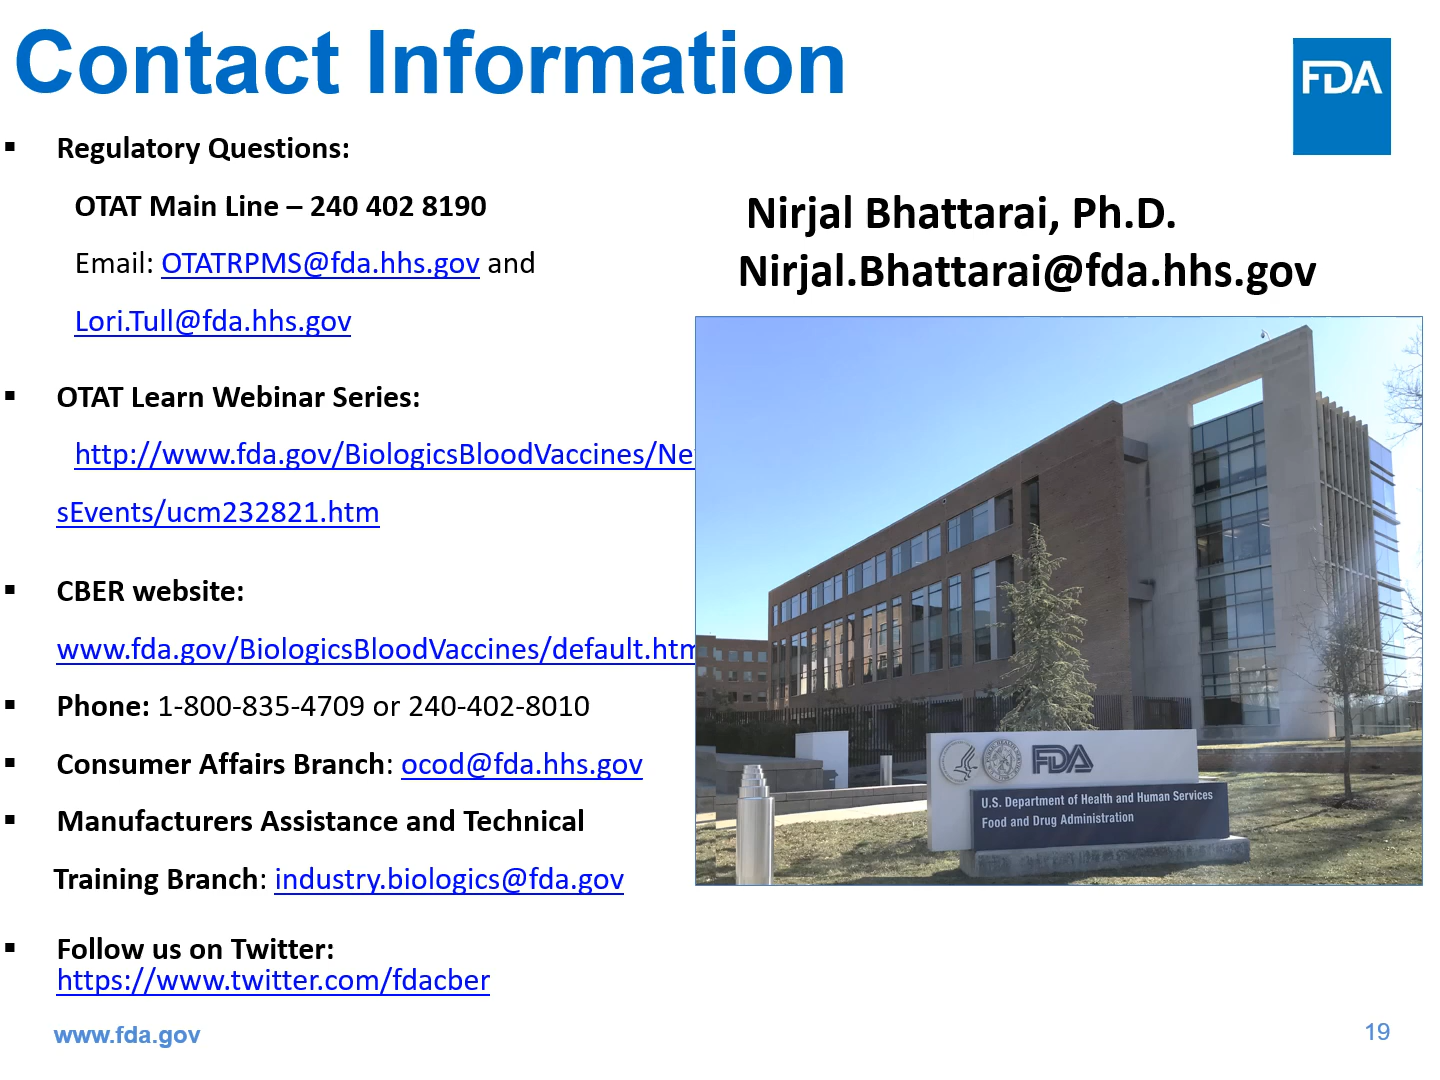 Contact Information
FDA
▪ Regulatory Questions:
OTAT Main Line – 240 402 8190
Email: OTATRPMS@fda.hhs.gov and
Lori.Tull@fda.hhs.gov
▪ OTAT Learn Webinar Series:
http://www.fda.gov/BiologicsBloodVaccines/Ne
sEvents/ucm232821.htm
▪ CBER website:
www.fda.gov/BiologicsBloodVaccines/default.htm
▪ Phone: 1-800-835-4709 or 240-402-8010
▪ Consumer Affairs Branch: ocod@fda.hhs.gov
▪ Manufacturers Assistance and Technical
Training Branch: industry.biologics@fda.gov
▪ Follow us on Twitter:
https://www.twitter.com/fdacber
Nirjal Bhattarai, Ph.D.
Nirjal.Bhattarai@fda.hhs.gov
FDA
U.S. Department of Health and Human Services
Food and Drug Administration
www.fda.gov
19